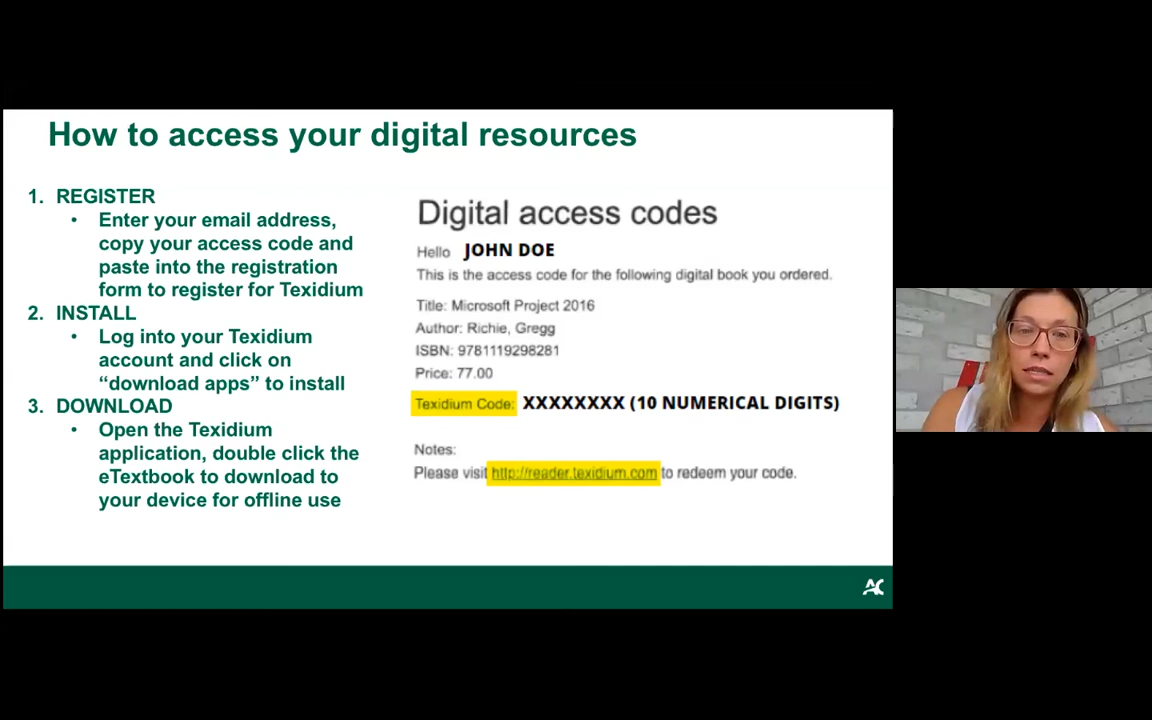 How to access your digital resources
1. REGISTER
• Enter your email address,
copy your access code and
paste into the registration
form to register for Texidium
2. INSTALL
• Log into your Texidium
account and click on
“download apps” to install
3. DOWNLOAD
• Open the Texidium
application, double click the
eTextbook to download to
your device for offline use
Digital access codes
Hello JOHN DOE
This is the access code for the following digital book you ordered.
Title: Microsoft Project 2016
Author: Richie, Gregg
ISBN: 9781119298281
Price: 77.00
Texidium Code: XXXXXXXX (10 NUMERICAL DIGITS)
Notes:
Please visit http://reader.texidium.com to redeem your code.
AC